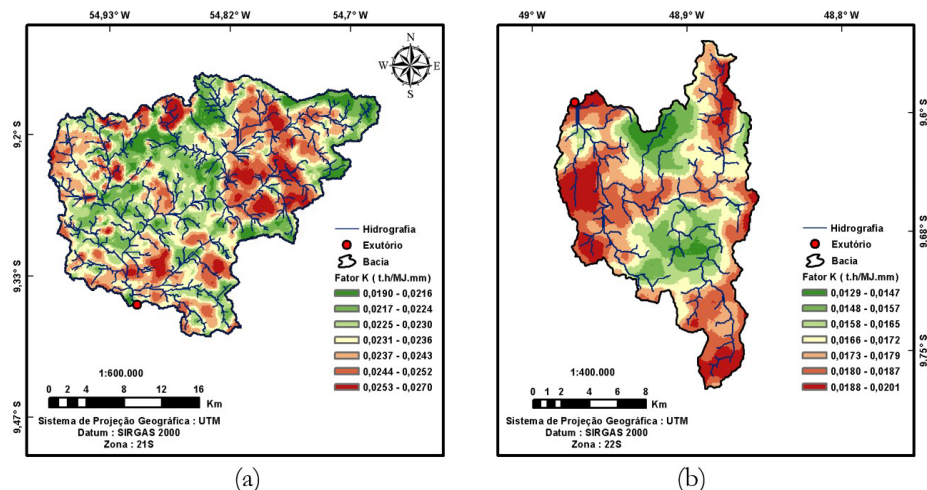 54,93° W 54,82° W 54,7° W
N
W E
S
9,2° S
Hidrografia
Exutório
Bacia
9,33° S
Fator K ( t.h/MJ.mm)
0,0190 - 0,0216
0,0217 - 0,0224
0,0225 - 0,0230
0,0231 - 0,0236
0,0237 - 0,0243
0,0244 - 0,0252
0,0253 - 0,0270
1:600.000
0 2 4 8 12 16
Km
9,47° S
Sistema de Projeção Geográfica : UTM
Datum : SIRGAS 2000
Zona : 21S
(a)
49° W 48,9° W 48,8° W
9,6° S
Hidrografia
Exutório
9,68° S
Bacia
Fator K ( t.h/MJ.mm)
0,0129 - 0,0147
0,0148 - 0,0157
0,0158 - 0,0165
0,0166 - 0,0172
0,0173 - 0,0179
0,0180 - 0,0187
0,0188 - 0,0201
9,75° S
1:400.000
0 1 2 4 6 8
Km
Sistema de Projeção Geográfica : UTM
Datum : SIRGAS 2000
Zona : 22S
(b)